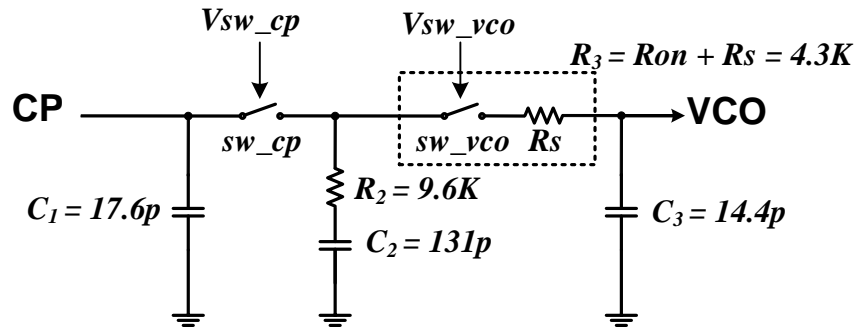 Vsw_cp
Vsw_vco
R₃ = Ron + Rs = 4.3K
CP
VCO
sw_cp
sw_vco
Rs
R₂ = 9.6K
C₁ = 17.6p
C₂ = 131p
C₃ = 14.4p